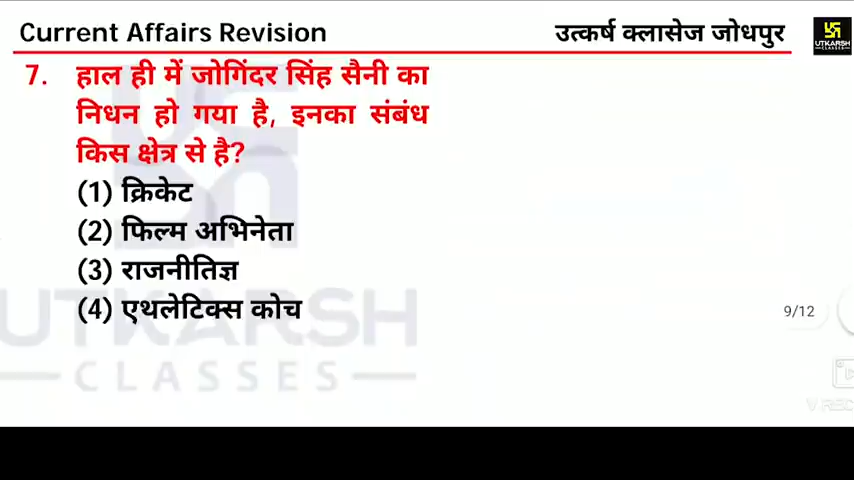 Current Affairs Revision
उत्कर्ष क्लासेज जोधपुर
UTKARSH
CLASSES
7. हाल ही में जोगिंदर सिंह सैनी का
निधन हो गया है, इनका संबंध
किस क्षेत्र से है?
(1) क्रिकेट
(2) फिल्म अभिनेता
(3) राजनीतिज्ञ
(4) एथलेटिक्स कोच
9/12
UTKARSH
CLASSES